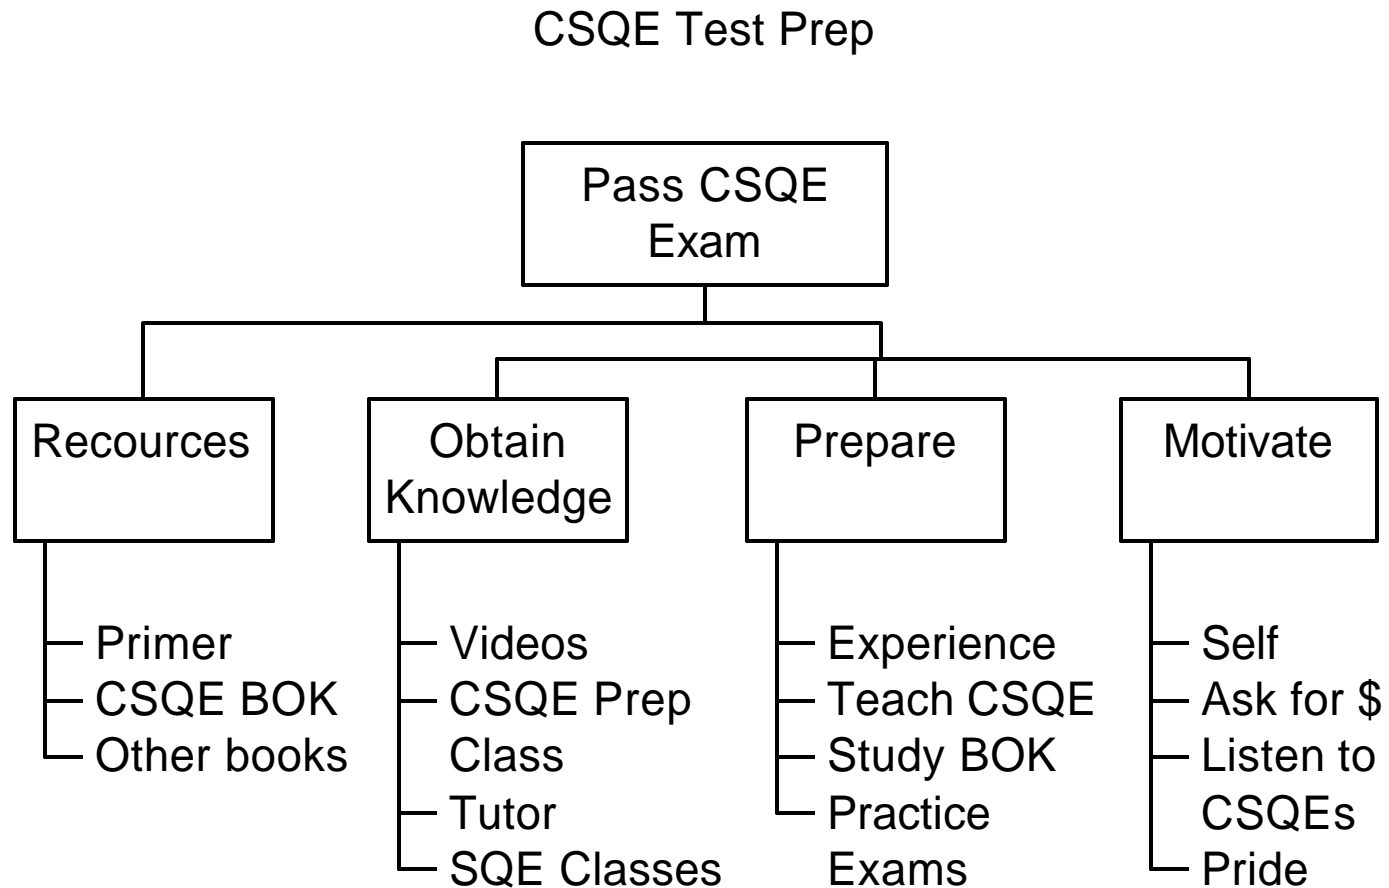 CSQE Test Prep
Pass CSQE
Exam
Recources
Obtain
Knowledge
Prepare
Motivate
Primer
CSQE BOK
Other books
Videos
CSQE Prep
Class
Tutor
SQE Classes
Experience
Teach CSQE
Study BOK
Practice
Exams
Self
Ask for $
Listen to
CSQEs
Pride